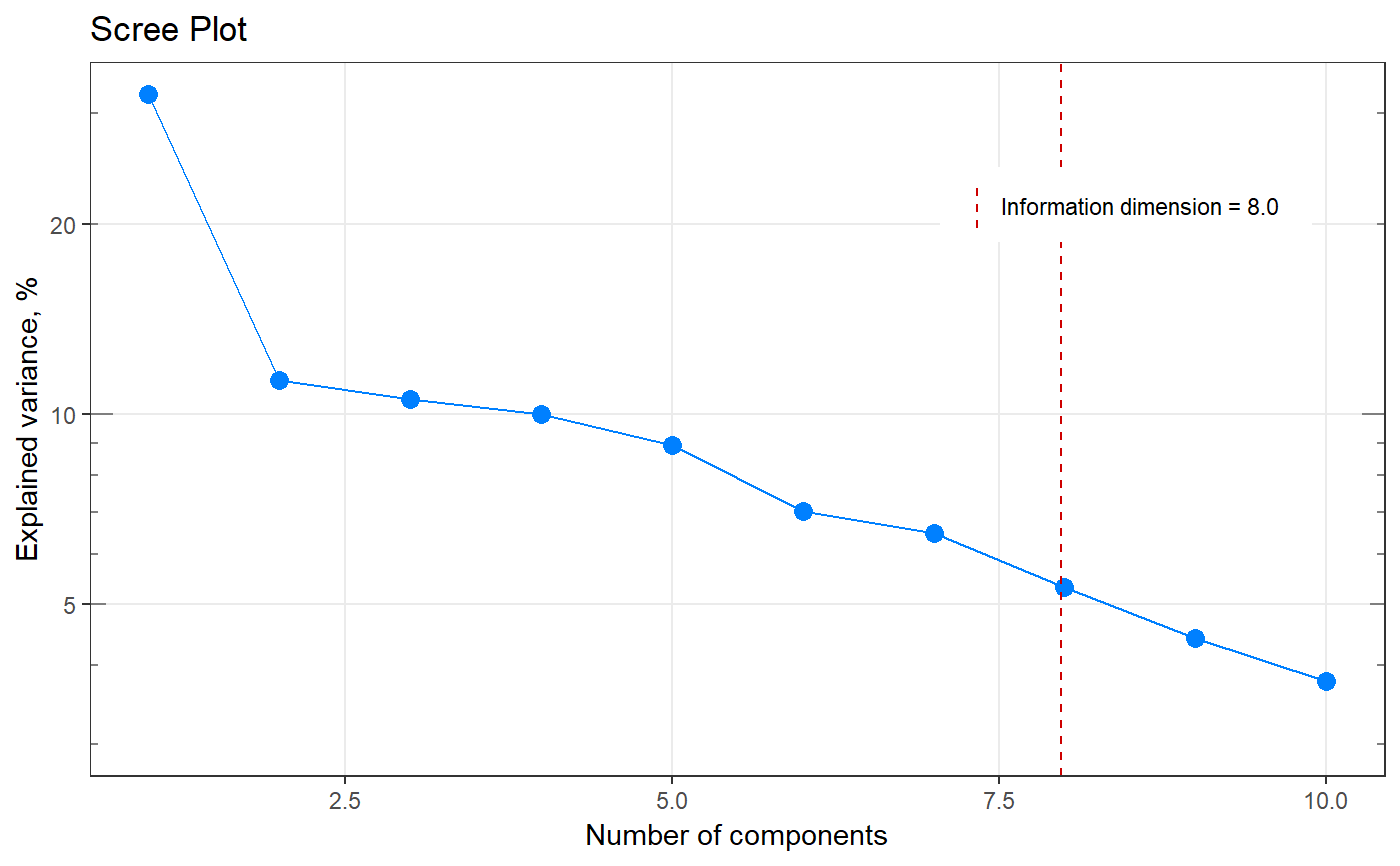 Scree Plot
Information dimension = 8.0
20
10
5
Explained variance, %
2.5
5.0
7.5
10.0
Number of components